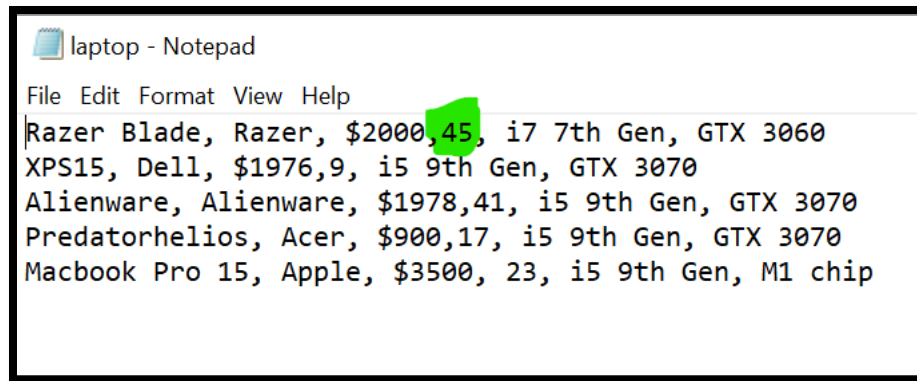 laptop - Notepad
File Edit Format View Help
Razer Blade, Razer, $2000,45, i7 7th Gen, GTX 3060
XPS15, Dell, $1976,9, i5 9th Gen, GTX 3070
Alienware, Alienware, $1978,41, i5 9th Gen, GTX 3070
Predatorhelios, Acer, $900,17, i5 9th Gen, GTX 3070
Macbook Pro 15, Apple, $3500, 23, i5 9th Gen, M1 chip